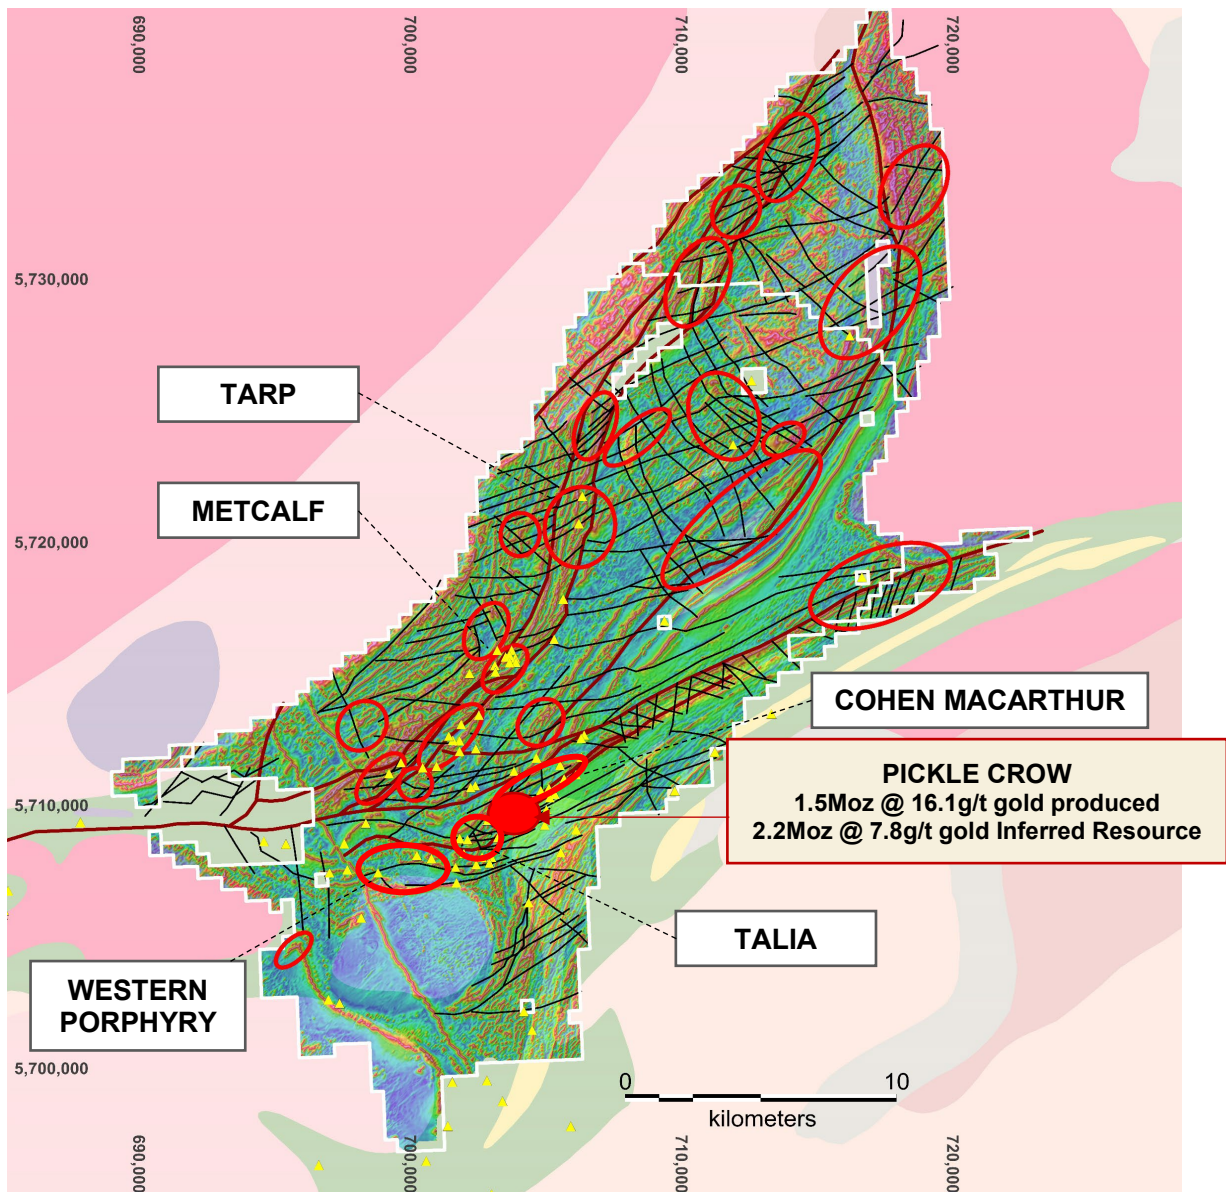 690,000
700,000
710,000
720,000
5,730,000
TARP
METCALF
5,720,000
COHEN MACARTHUR
PICKLE CROW
1.5Moz @ 16.1g/t gold produced
2.2Moz @ 7.8g/t gold Inferred Resource
5,710,000
TALIA
WESTERN
PORPHYRY
5,700,000
0
10
kilometers
690,000
700,000
710,000
720,000